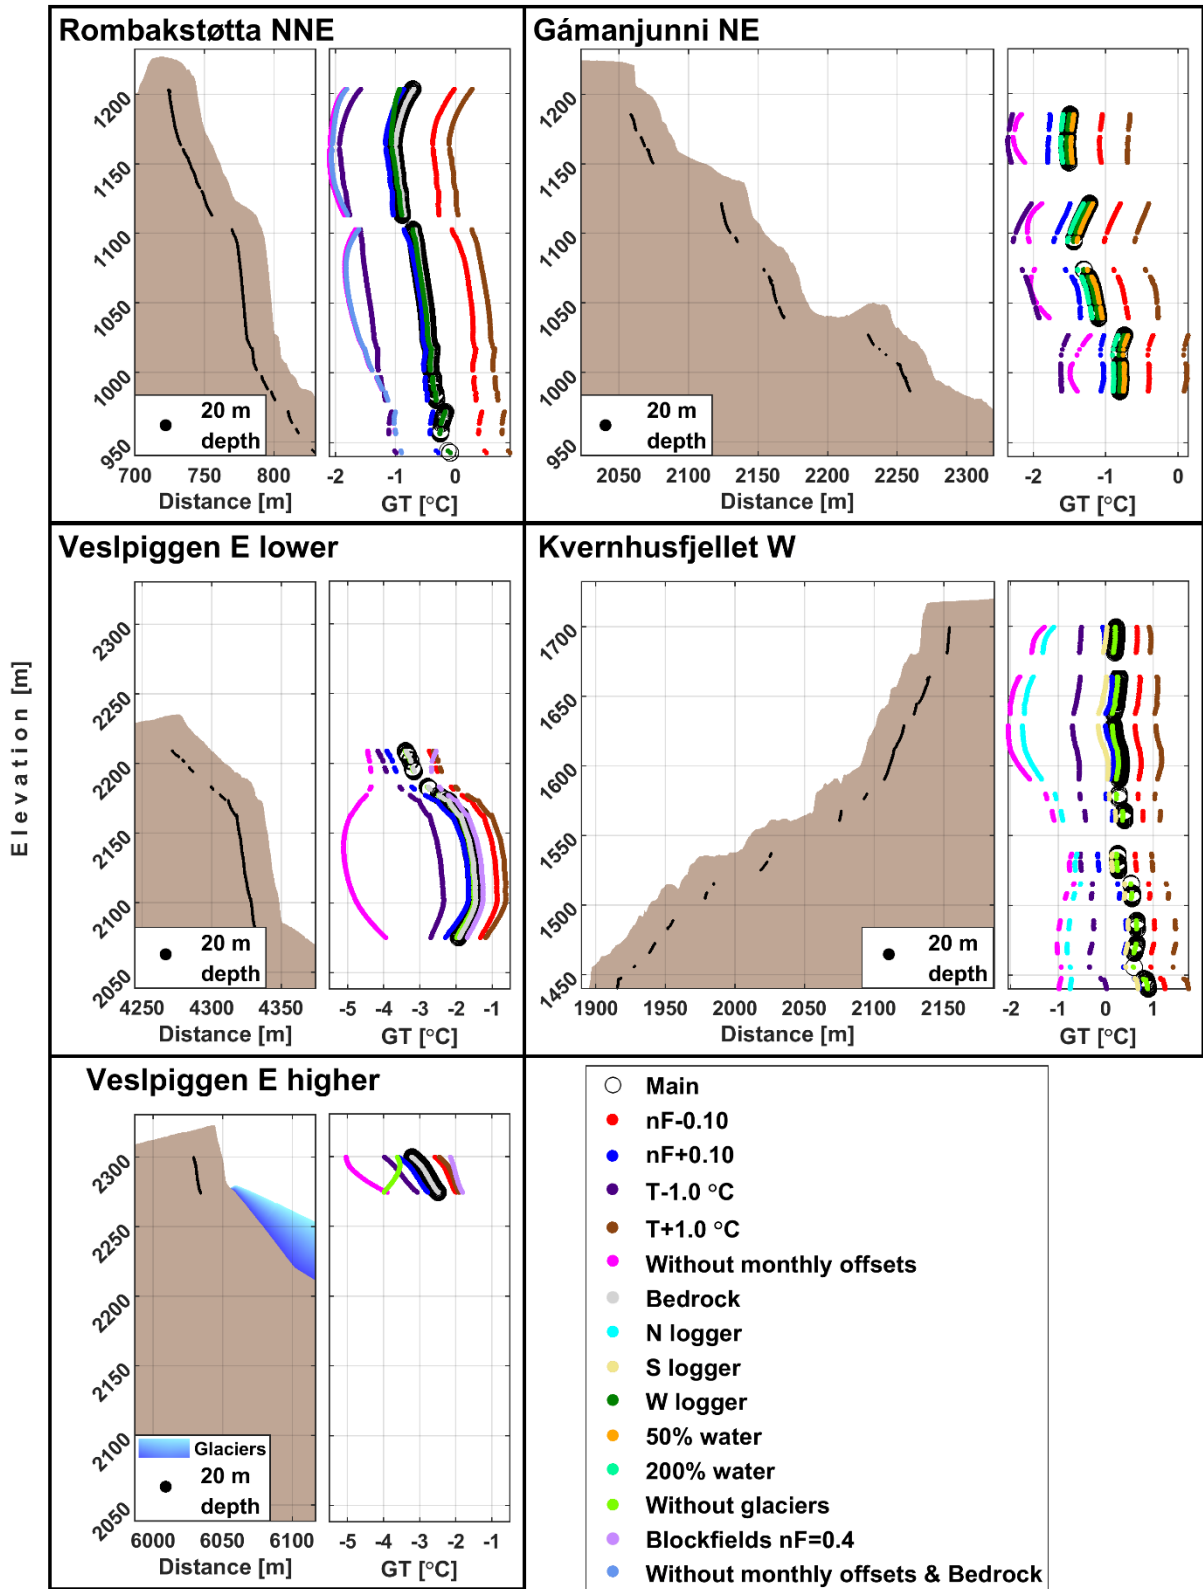 Rombakstøtta NNE
1200
1150
1100
1050
1000
950
20 m
depth
700 750 800
Distance [m]
-2 -1 0
GT [°C]
Gámanjunni NE
1200
1150
1100
1050
1000
950
20 m
depth
2050 2100 2150 2200 2250 2300
Distance [m]
-2 -1 0
GT [°C]
Elevation [m]
Veslpiggen E lower
2300
2250
2200
2150
2100
2050
20 m
depth
4250 4300 4350
Distance [m]
-5 -4 -3 -2 -1
GT [°C]
Kvernhusfjellet W
1700
1650
1600
1550
1500
1450
20 m
depth
1900 1950 2000 2050 2100 2150
Distance [m]
-2 -1 0 1
GT [°C]
Veslpiggen E higher
2300
2250
2200
2150
2100
2050
Glaciers
20 m
depth
6000 6050 6100
Distance [m]
-5 -4 -3 -2 -1
GT [°C]
Main
nF-0.10
nF+0.10
T-1.0 °C
T+1.0 °C
Without monthly offsets
Bedrock
N logger
S logger
W logger
50% water
200% water
Without glaciers
Blockfields nF=0.4
Without monthly offsets & Bedrock